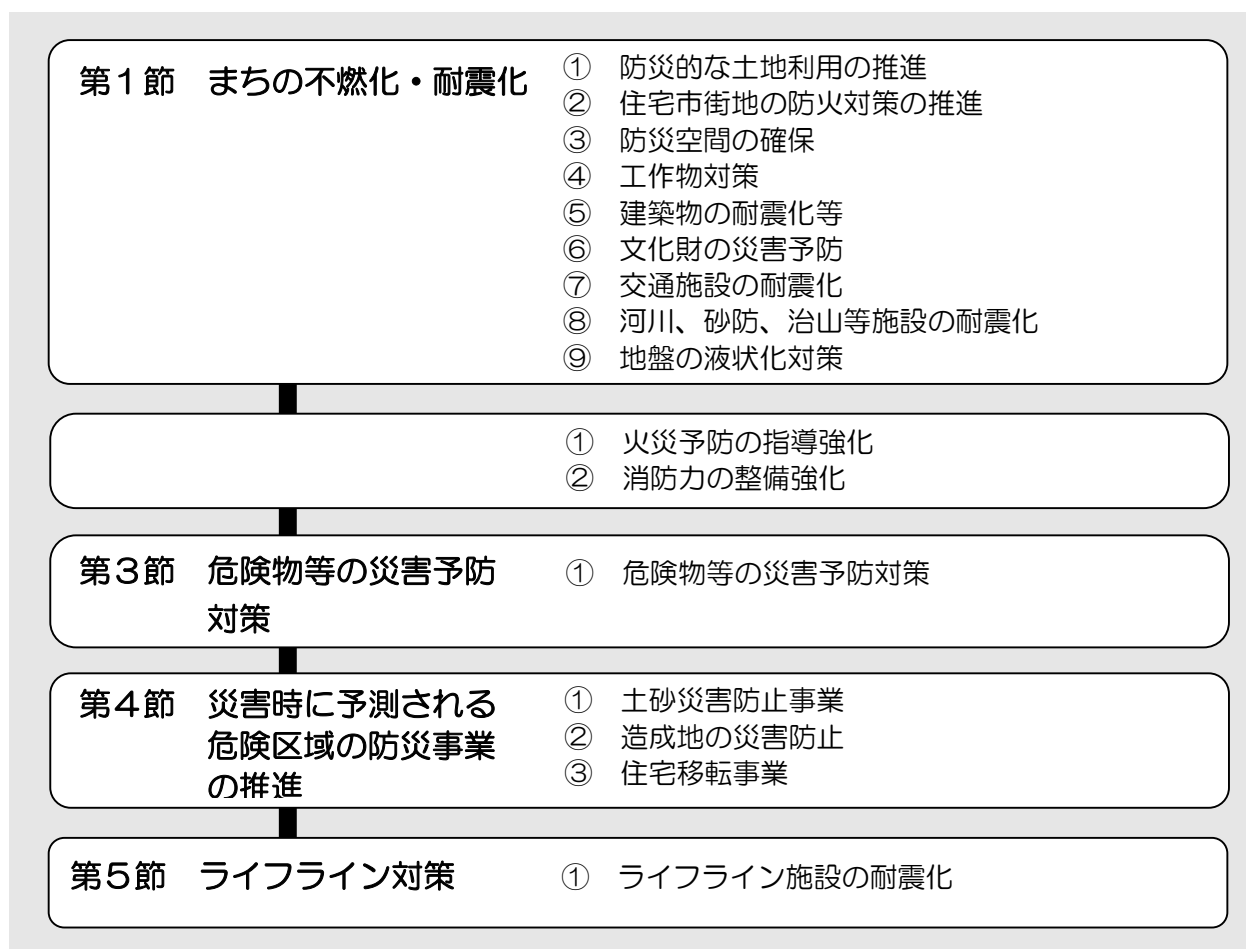 第１節　まちの不燃化・耐震化
①　防災的な土地利用の推進
②　住宅市街地の防火対策の推進
③　防災空間の確保
④　工作物対策
⑤　建築物の耐震化等
⑥　文化財の災害予防
⑦　交通施設の耐震化
⑧　河川、砂防、治山等施設の耐震化
⑨　地盤の液状化対策
①　火災予防の指導強化
②　消防力の整備強化
第３節　危険物等の災害予防
対策
①　危険物等の災害予防対策
第４節　災害時に予測される
危険区域の防災事業
の推進
①　土砂災害防止事業
②　造成地の災害防止
③　住宅移転事業
第５節　ライフライン対策
①　ライフライン施設の耐震化